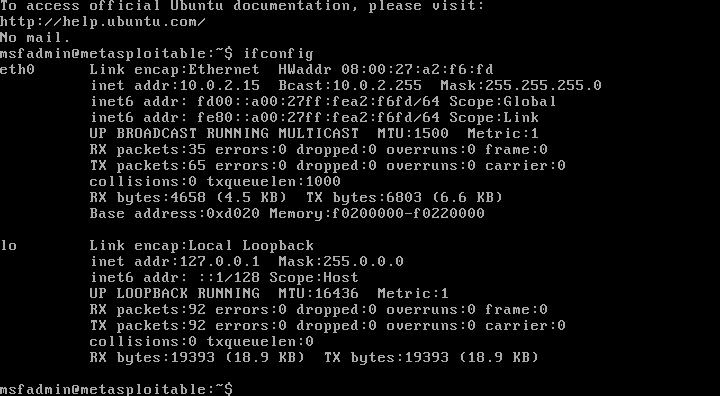 To access official Ubuntu documentation, please visit:
http://help.ubuntu.com/
No mail.
msfadmin@metasploitable:~$ ifconfig
eth0      Link encap:Ethernet  HWaddr 08:00:27:a2:f6:fd
          inet addr:10.0.2.15  Bcast:10.0.2.255  Mask:255.255.255.0
          inet6 addr: fd00::a00:27ff:fea2:f6fd/64 Scope:Global
          inet6 addr: fe80::a00:27ff:fea2:f6fd/64 Scope:Link
          UP BROADCAST RUNNING MULTICAST  MTU:1500  Metric:1
          RX packets:35 errors:0 dropped:0 overruns:0 frame:0
          TX packets:65 errors:0 dropped:0 overruns:0 carrier:0
          collisions:0 txqueuelen:1000
          RX bytes:4658 (4.5 KB)  TX bytes:6803 (6.6 KB)
          Base address:0xd020 Memory:f0200000-f0220000

lo        Link encap:Local Loopback
          inet addr:127.0.0.1  Mask:255.0.0.0
          inet6 addr: ::1/128 Scope:Host
          UP LOOPBACK RUNNING  MTU:16436  Metric:1
          RX packets:92 errors:0 dropped:0 overruns:0 frame:0
          TX packets:92 errors:0 dropped:0 overruns:0 carrier:0
          collisions:0 txqueuelen:0
          RX bytes:19393 (18.9 KB)  TX bytes:19393 (18.9 KB)

msfadmin@metasploitable:~$